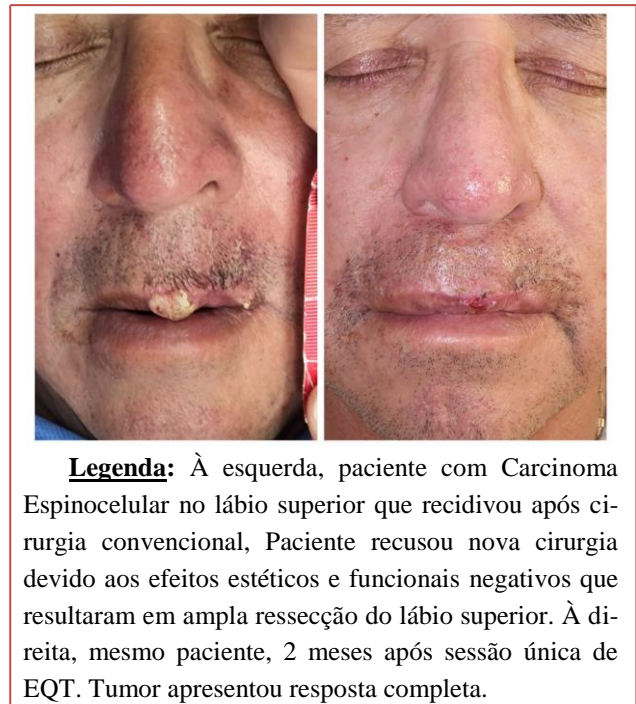 Legenda: À esquerda, paciente com Carcinoma
Espinocelular no lábio superior que recidivou após ci-
rurgia convencional, Paciente recusou nova cirurgia
devido aos efeitos estéticos e funcionais negativos que
resultaram em ampla ressecção do lábio superior. À di-
reita, mesmo paciente, 2 meses após sessão única de
EQT. Tumor apresentou resposta completa.